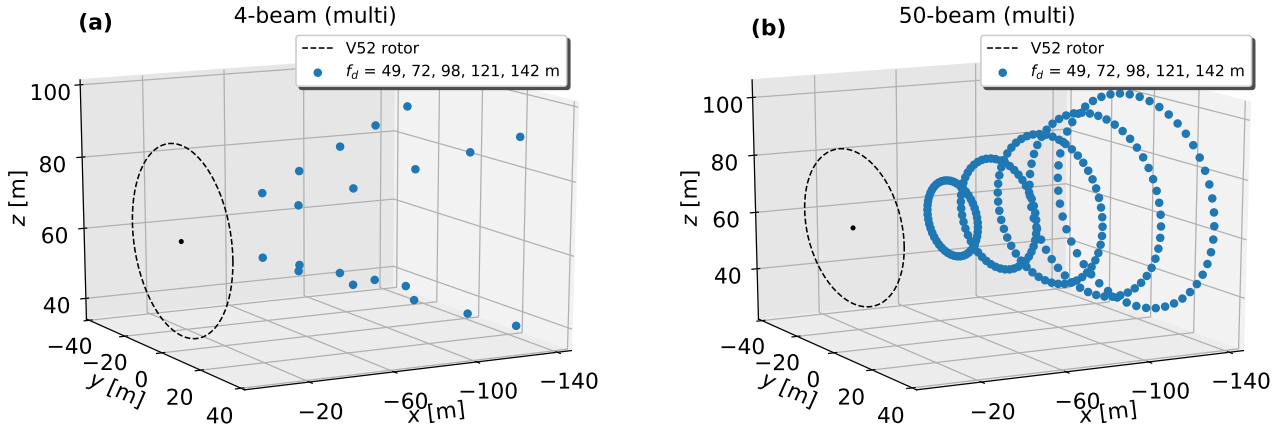 (a)
4-beam (multi)
V52 rotor
f_d = 49, 72, 98, 121, 142 m
100
80
60
40
z [m]
−40
−20
0
20
40
y [m]
−20
−60
−100
−140
x [m]
(b)
50-beam (multi)
V52 rotor
f_d = 49, 72, 98, 121, 142 m
100
80
60
40
z [m]
−40
−20
0
20
40
y [m]
−20
−60
−100
−140
x [m]